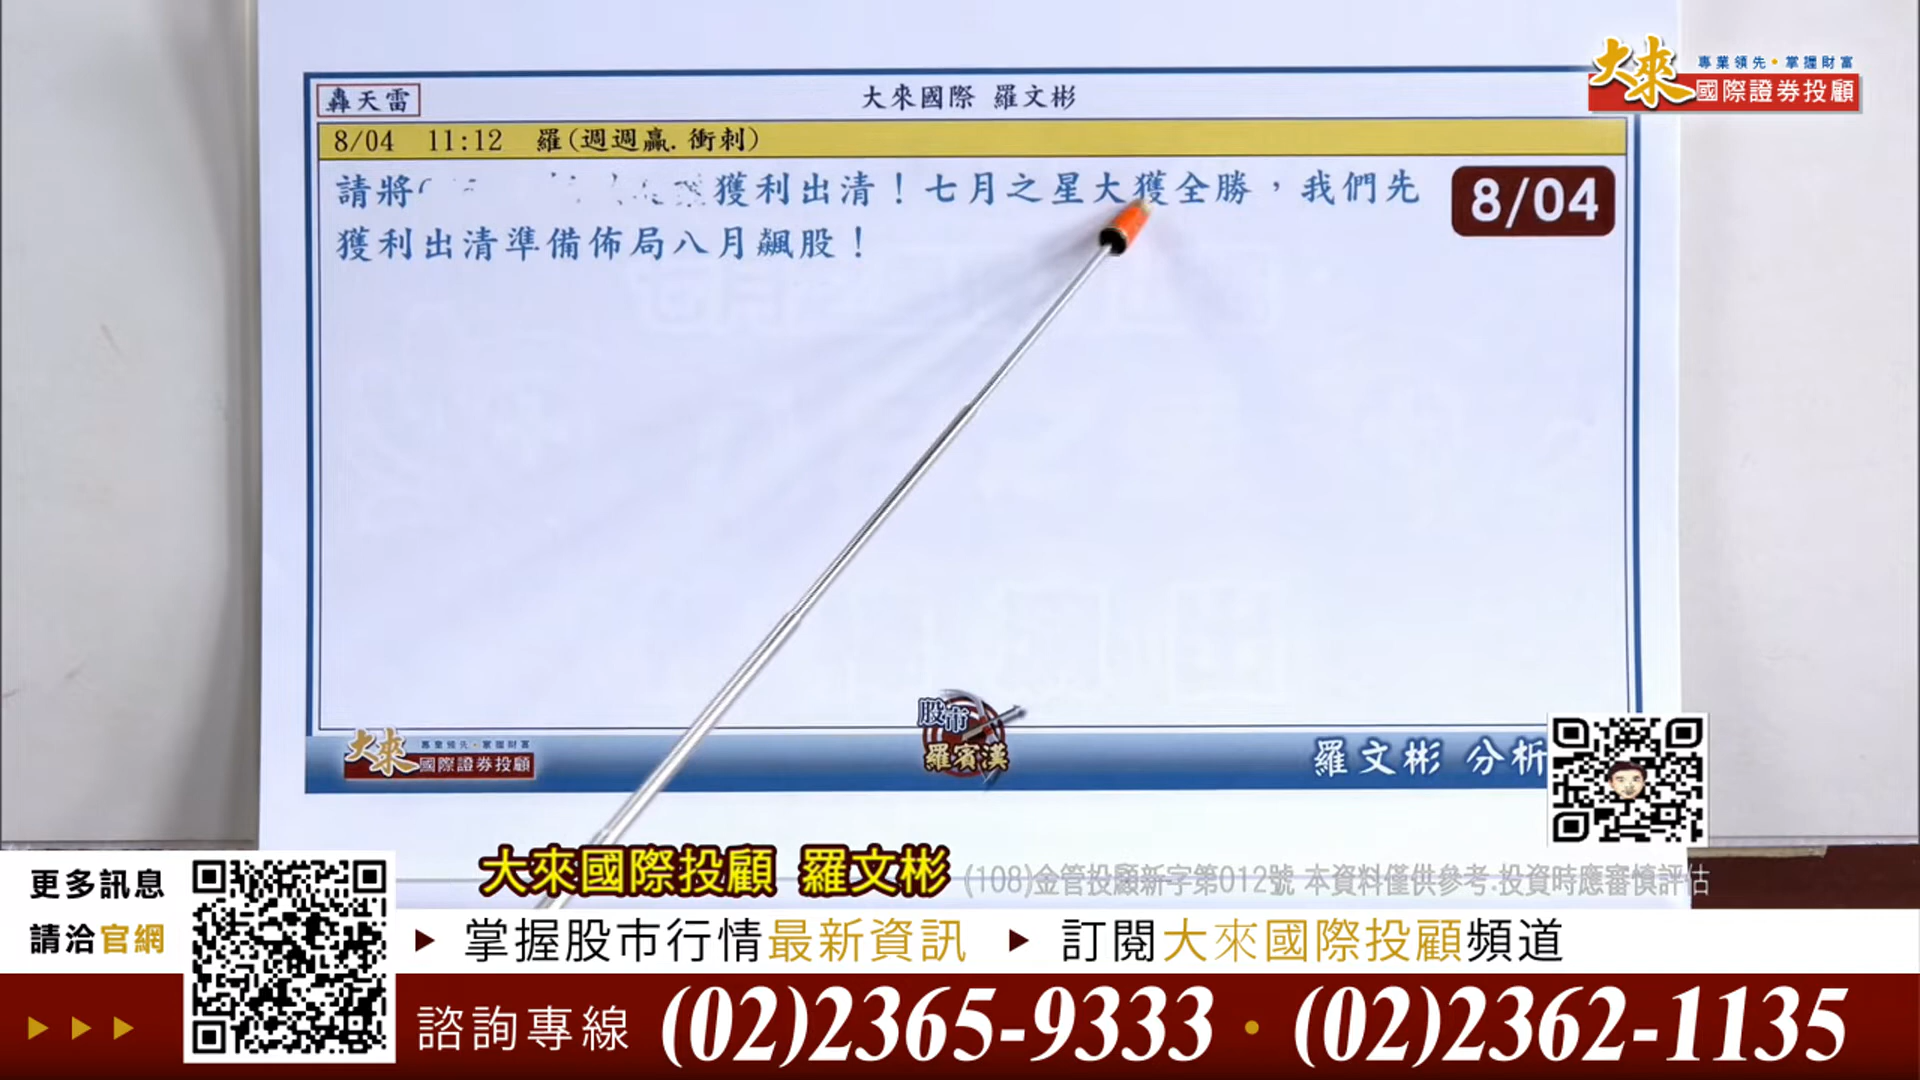 大來
專業領先•掌握財富
國際證券投顧
轟天雷
大來國際 羅文彬
8/04 11:12 羅(週週贏.衝刺)
請將
獲利出清！七月之星大獲全勝，我們先
獲利出清準備佈局八月飆股！
8/04
大來
專業領先•掌握財富
國際證券投顧
股市
羅賓漢
羅文彬 分析
大來國際投顧 羅文彬
(108)金管投顧新字第012號 本資料僅供參考.投資時應審慎評估
更多訊息
請洽官網
掌握股市行情最新資訊
訂閱大來國際投顧頻道
諮詢專線 (02)2365-9333•(02)2362-1135